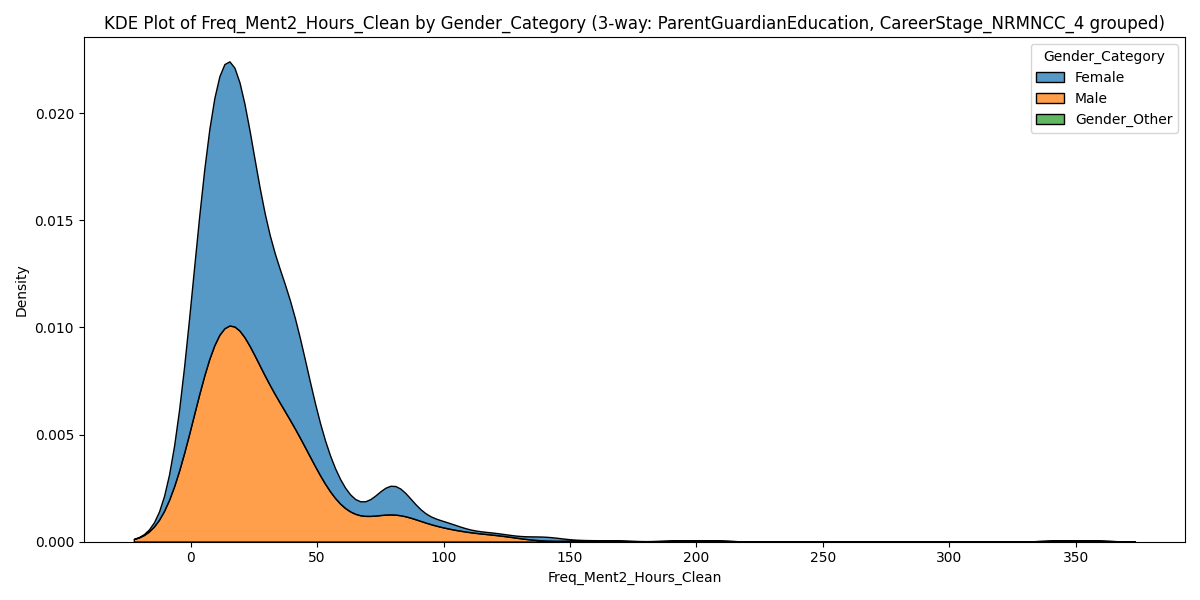 KDE Plot of Freq_Ment2_Hours_Clean by Gender_Category (3-way: ParentGuardianEducation, CareerStage_NRMNCC_4 grouped)
Gender_Category
Female
Male
Gender_Other
0.020
0.015
0.010
0.005
0.000
Density
0 50 100 150 200 250 300 350
Freq_Ment2_Hours_Clean